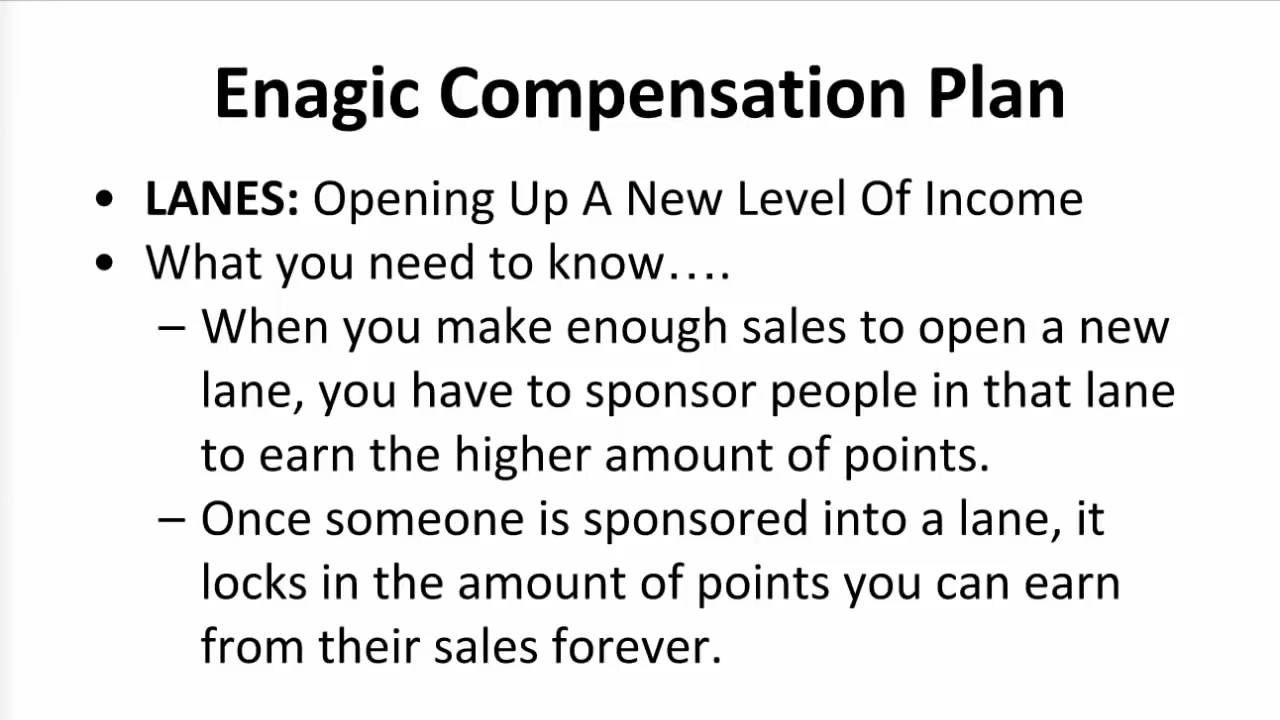 Enagic Compensation Plan
• LANES: Opening Up A New Level Of Income
• What you need to know….
– When you make enough sales to open a new
lane, you have to sponsor people in that lane
to earn the higher amount of points.
– Once someone is sponsored into a lane, it
locks in the amount of points you can earn
from their sales forever.